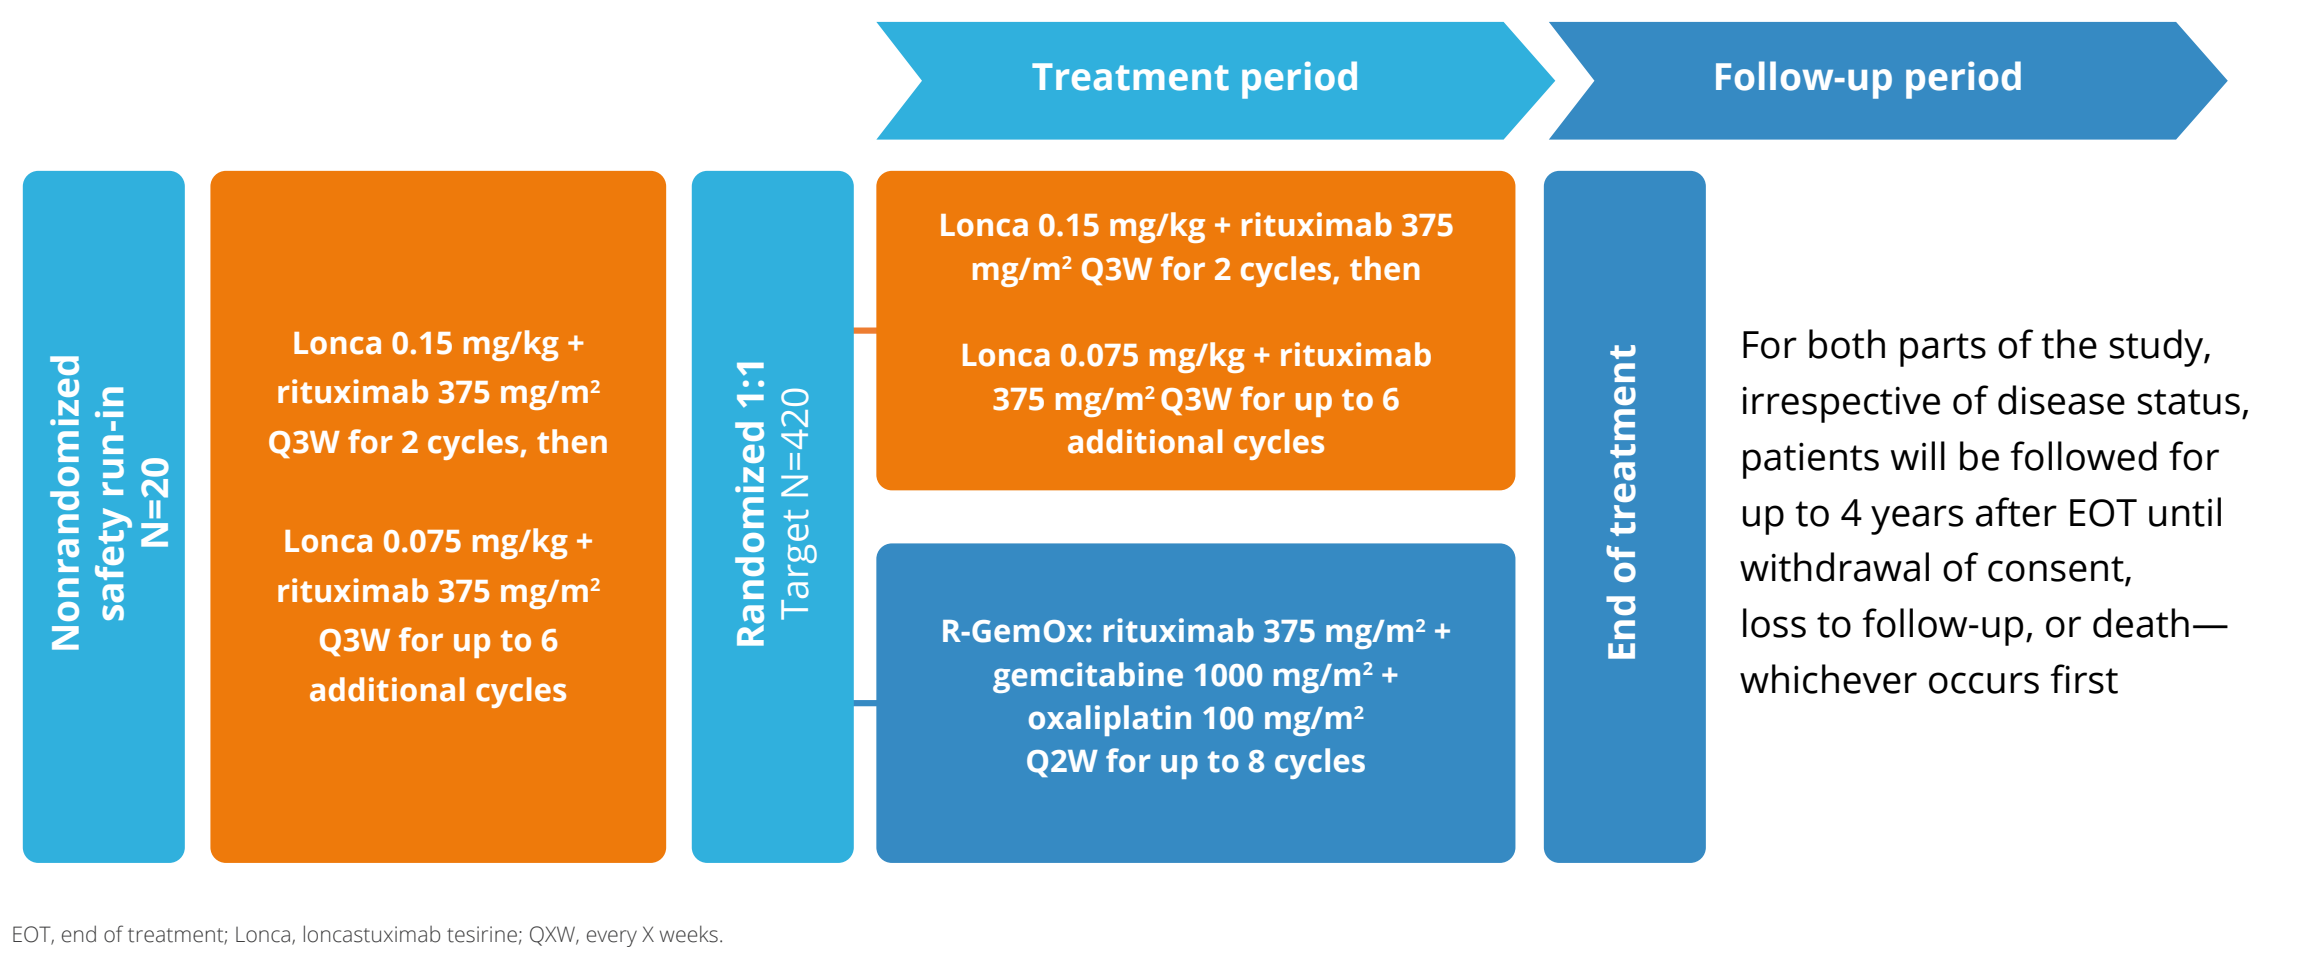 Treatment period
Follow-up period
Nonrandomized
safety run-in
N=20
Lonca 0.15 mg/kg +
rituximab 375 mg/m²
Q3W for 2 cycles, then
Lonca 0.075 mg/kg +
rituximab 375 mg/m²
Q3W for up to 6
additional cycles
Randomized 1:1
Target N=420
Lonca 0.15 mg/kg + rituximab 375
mg/m² Q3W for 2 cycles, then
Lonca 0.075 mg/kg + rituximab
375 mg/m² Q3W for up to 6
additional cycles
R-GemOx: rituximab 375 mg/m² +
gemcitabine 1000 mg/m² +
oxaliplatin 100 mg/m²
Q2W for up to 8 cycles
End of treatment
For both parts of the study,
irrespective of disease status,
patients will be followed for
up to 4 years after EOT until
withdrawal of consent,
loss to follow-up, or death—
whichever occurs first
EOT, end of treatment; Lonca, loncastuximab tesirine; QXW, every X weeks.